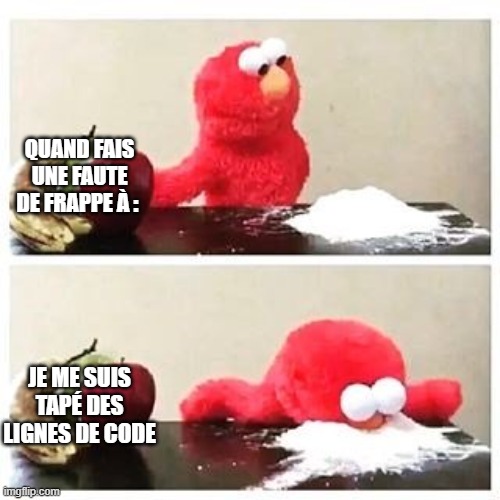 QUAND FAIS
UNE FAUTE
DE FRAPPE À :
JE ME SUIS
TAPÉ DES
LIGNES DE CODE
imgflip.com